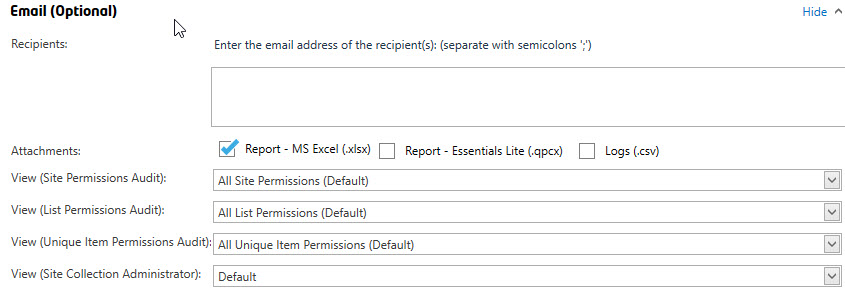 Email (Optional) Hide
Recipients: Enter the email address of the recipient(s): (separate with semicolons ';')
Attachments: Report - MS Excel (.xlsx) Report - Essentials Lite (.qpcx) Logs (.csv)
View (Site Permissions Audit): All Site Permissions (Default)
View (List Permissions Audit): All List Permissions (Default)
View (Unique Item Permissions Audit): All Unique Item Permissions (Default)
View (Site Collection Administrator): Default